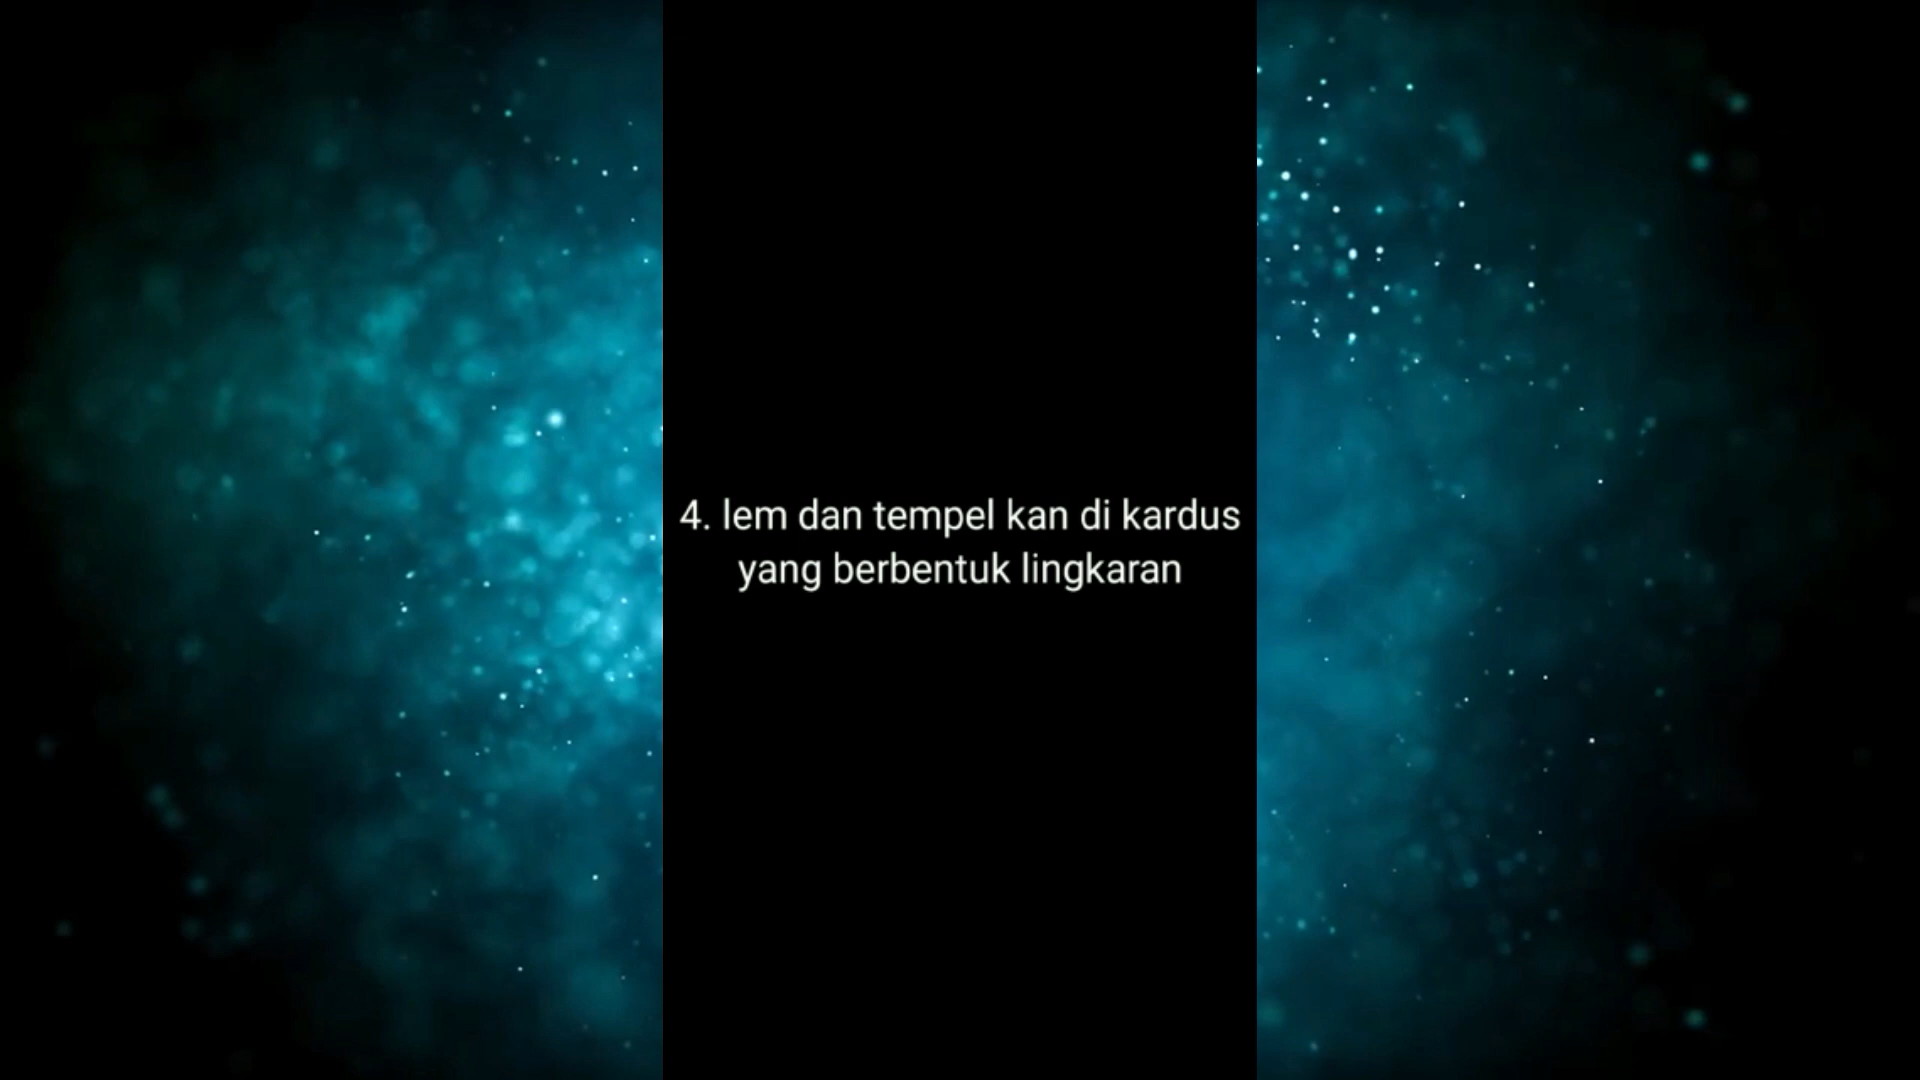 4. lem dan tempel kan di kardus
yang berbentuk lingkaran